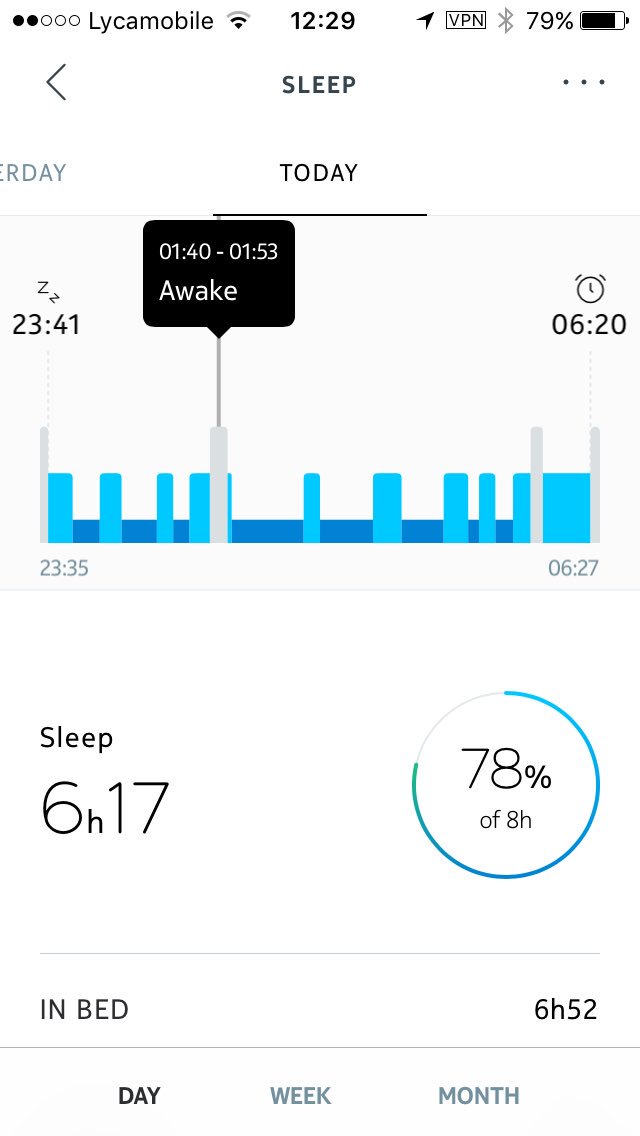 Lycamobile 12:29 VPN 79%
SLEEP
ERDAY TODAY
01:40 - 01:53
Awake
zz
23:41 06:20
23:35 06:27
Sleep
6h17
78%
of 8h
IN BED 6h52
DAY WEEK MONTH